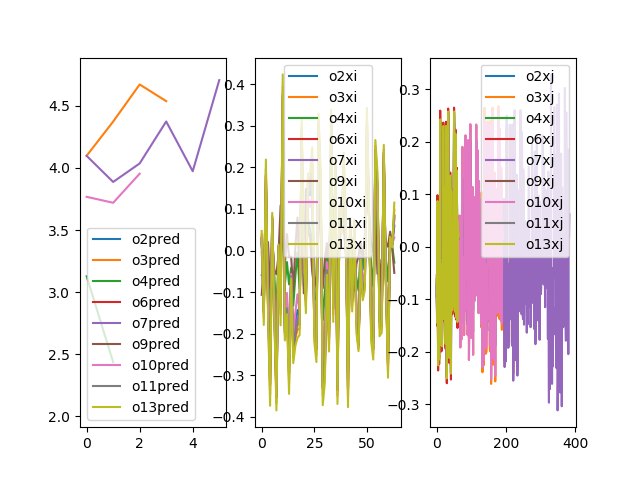 4.5
4.0
3.5
3.0
2.5
2.0
0
2
4
o2pred
o3pred
o4pred
o6pred
o7pred
o9pred
o10pred
o11pred
o13pred
0.4
0.3
0.2
0.1
0.0
−0.1
−0.2
−0.3
−0.4
0
25
50
o2xi
o3xi
o4xi
o6xi
o7xi
o9xi
o10xi
o11xi
o13xi
0.3
0.2
0.1
0.0
−0.1
−0.2
−0.3
0
200
400
o2xj
o3xj
o4xj
o6xj
o7xj
o9xj
o10xj
o11xj
o13xj